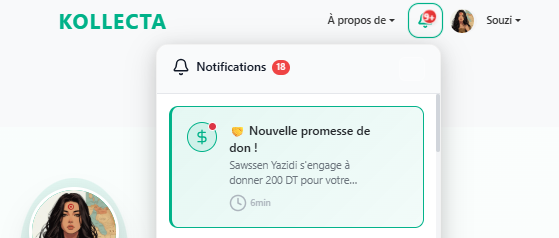 KOLLECTA
À propos de
9+
Souzi
Notifications 18
Nouvelle promesse de
don !
Sawssen Yazidi s'engage à
donner 200 DT pour votre...
6min